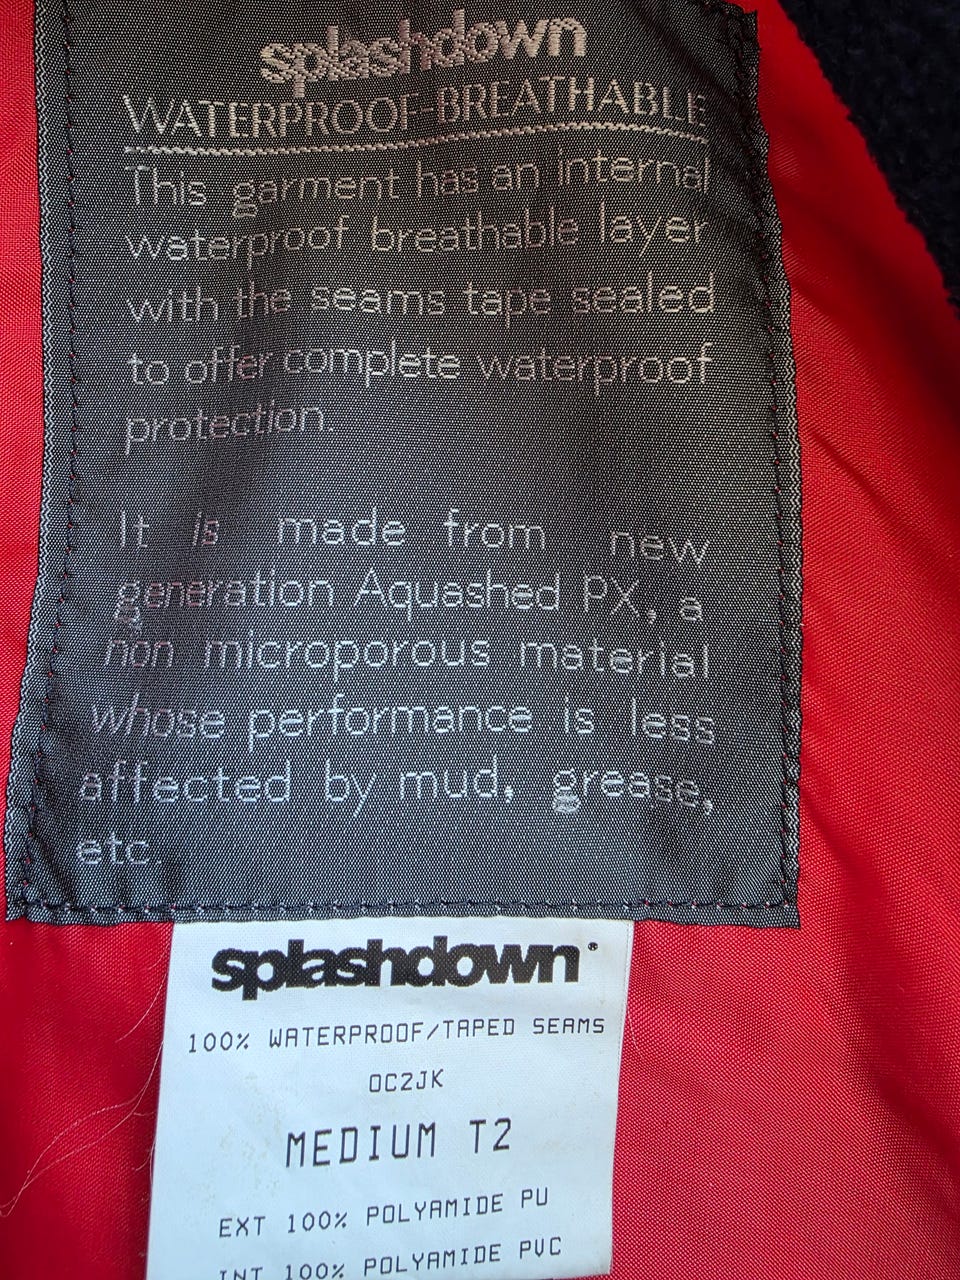 splashdown
WATERPROOF-BREATHABLE
This garment has an internal
waterproof breathable layer
with the seams tape sealed
to offer complete waterproof
protection.
It is made from new
generation Aquashed PX, a
non microporous material
whose performance is less
affected by mud, grease,
etc.
splashdown®
100% WATERPROOF/TAPED SEAMS
OC2JK
MEDIUM T2
EXT 100% POLYAMIDE PU
INT 100% POLYAMIDE PVC